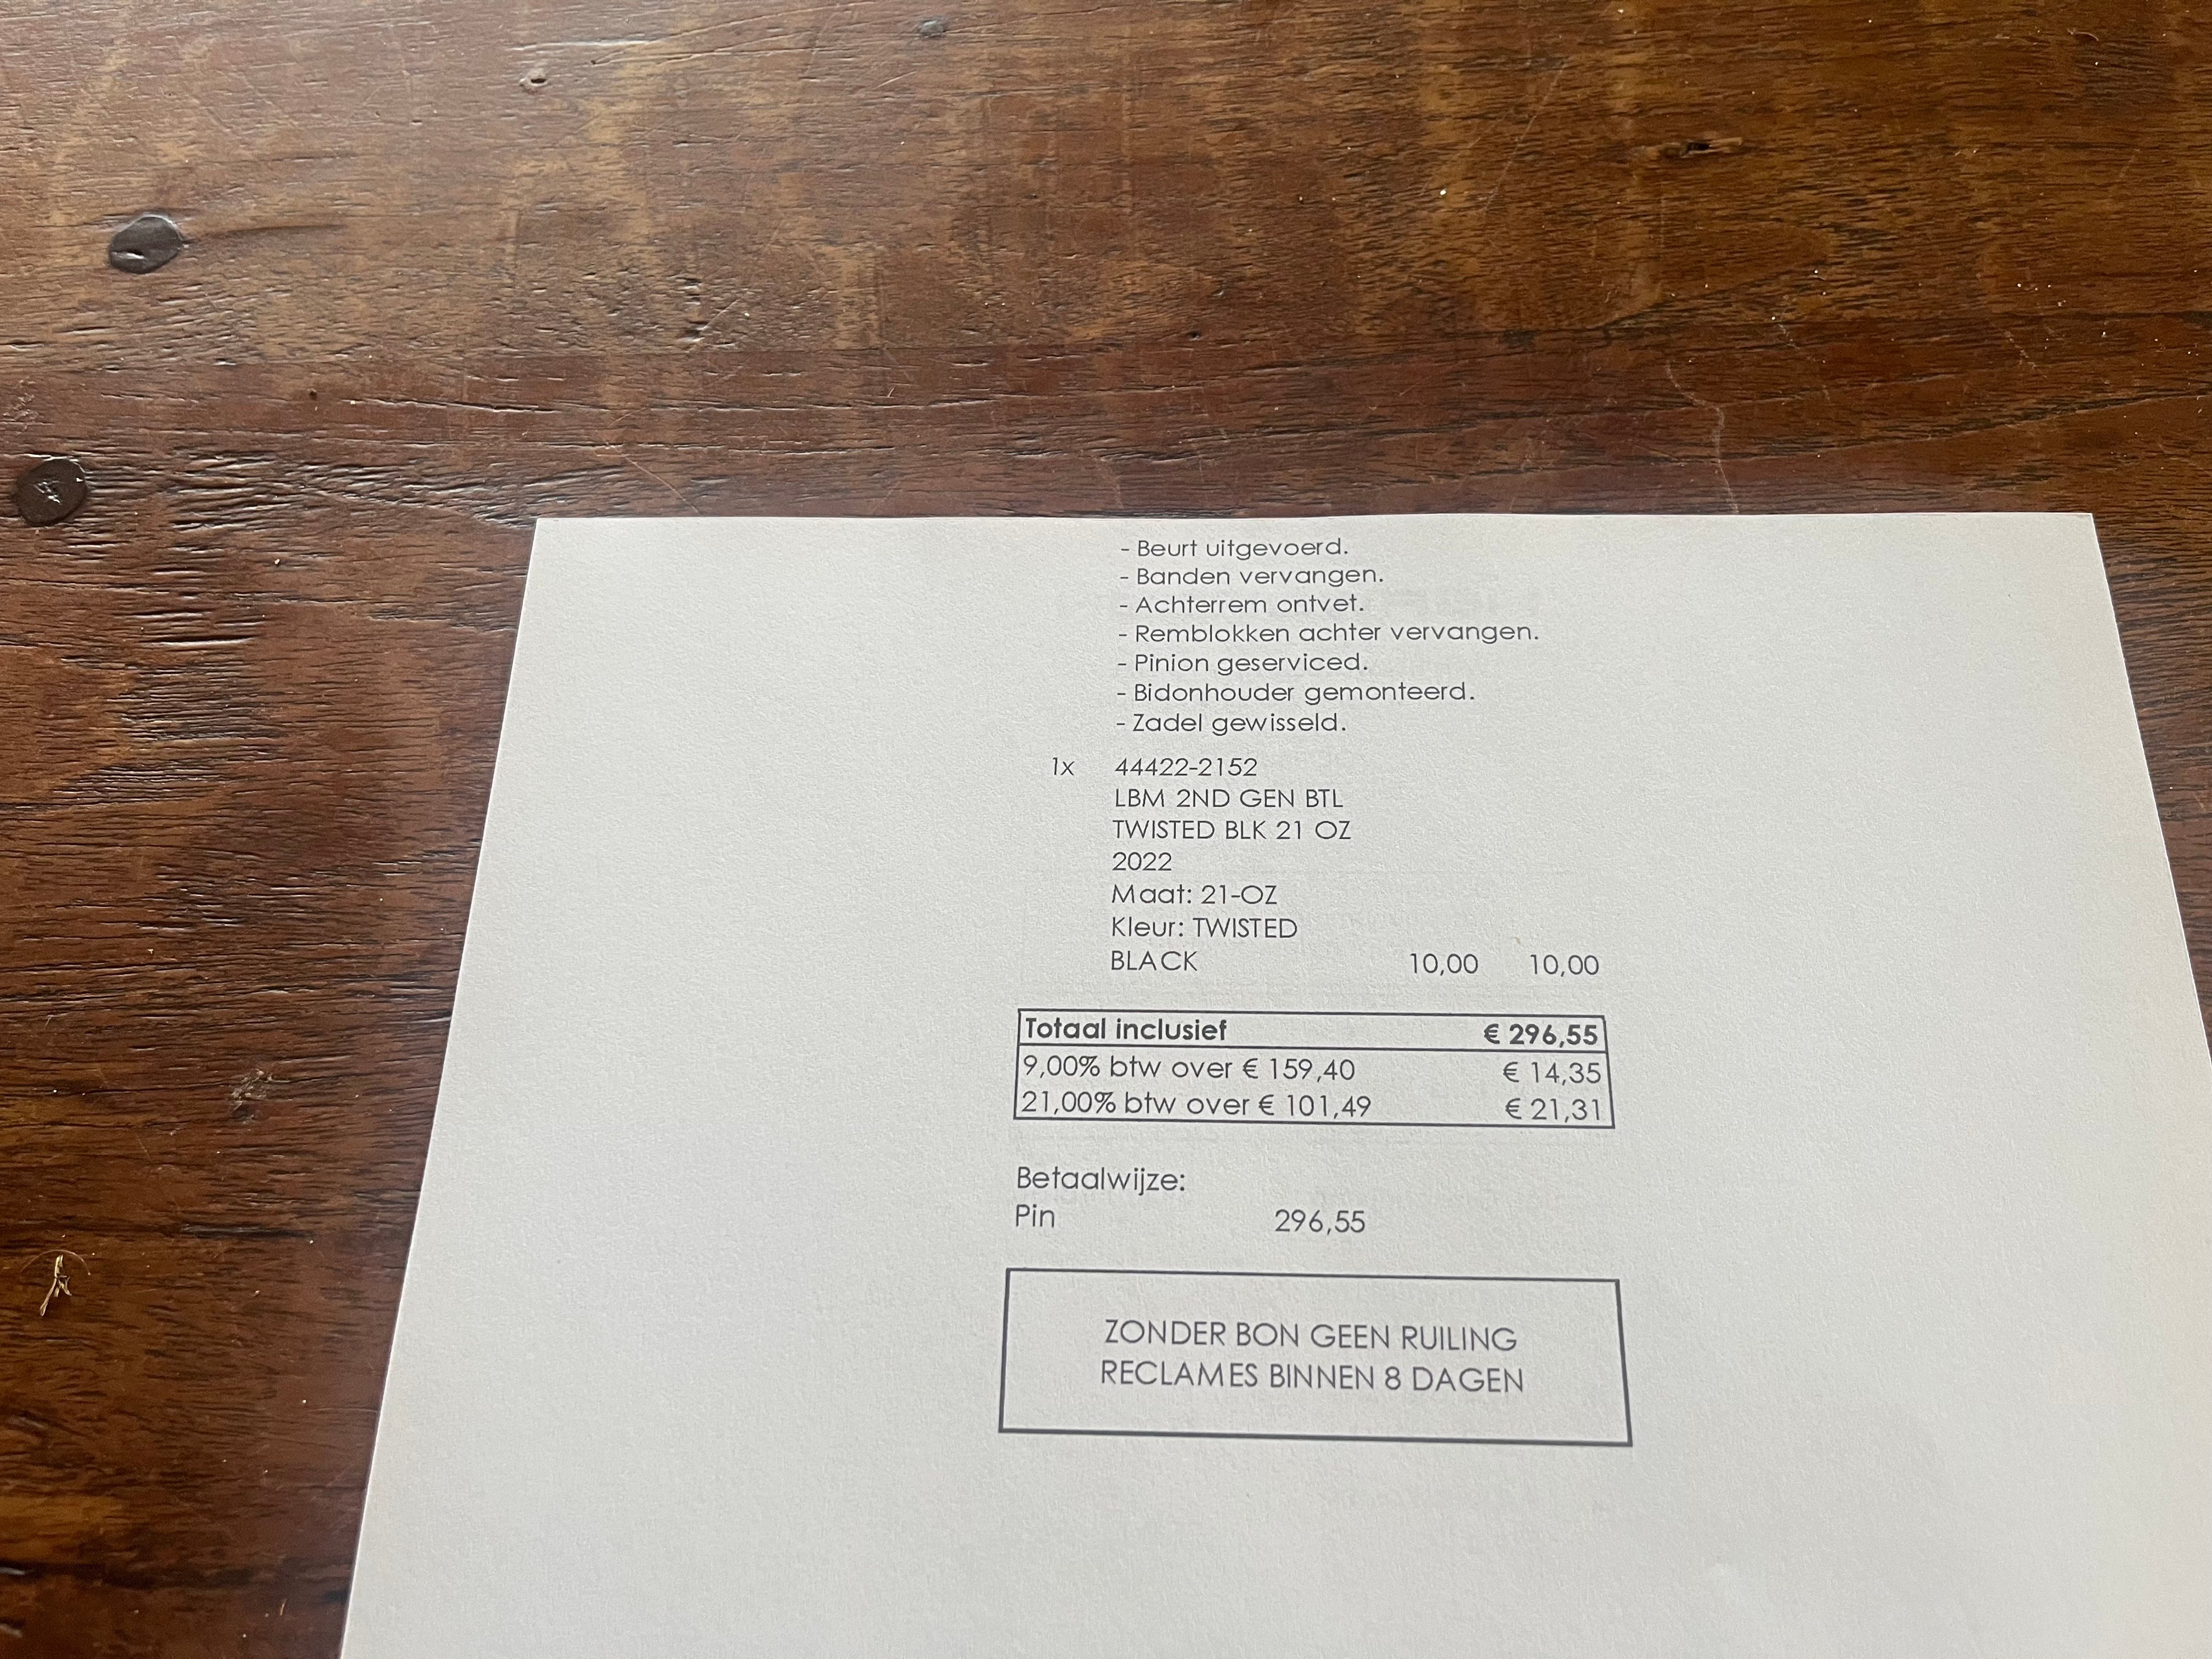 - Beurt uitgevoerd.
- Banden vervangen.
- Achterrem ontvet.
- Remblokken achter vervangen.
- Pinion geserviced.
- Bidonhouder gemonteerd.
- Zadel gewisseld.
1x 44422-2152
LBM 2ND GEN BTL
TWISTED BLK 21 OZ
2022
Maat: 21-OZ
Kleur: TWISTED
BLACK 10,00 10,00
Totaal inclusief € 296,55
9,00% btw over € 159,40 € 14,35
21,00% btw over € 101,49 € 21,31
Betaalwijze:
Pin 296,55
ZONDER BON GEEN RUILING
RECLAMES BINNEN 8 DAGEN